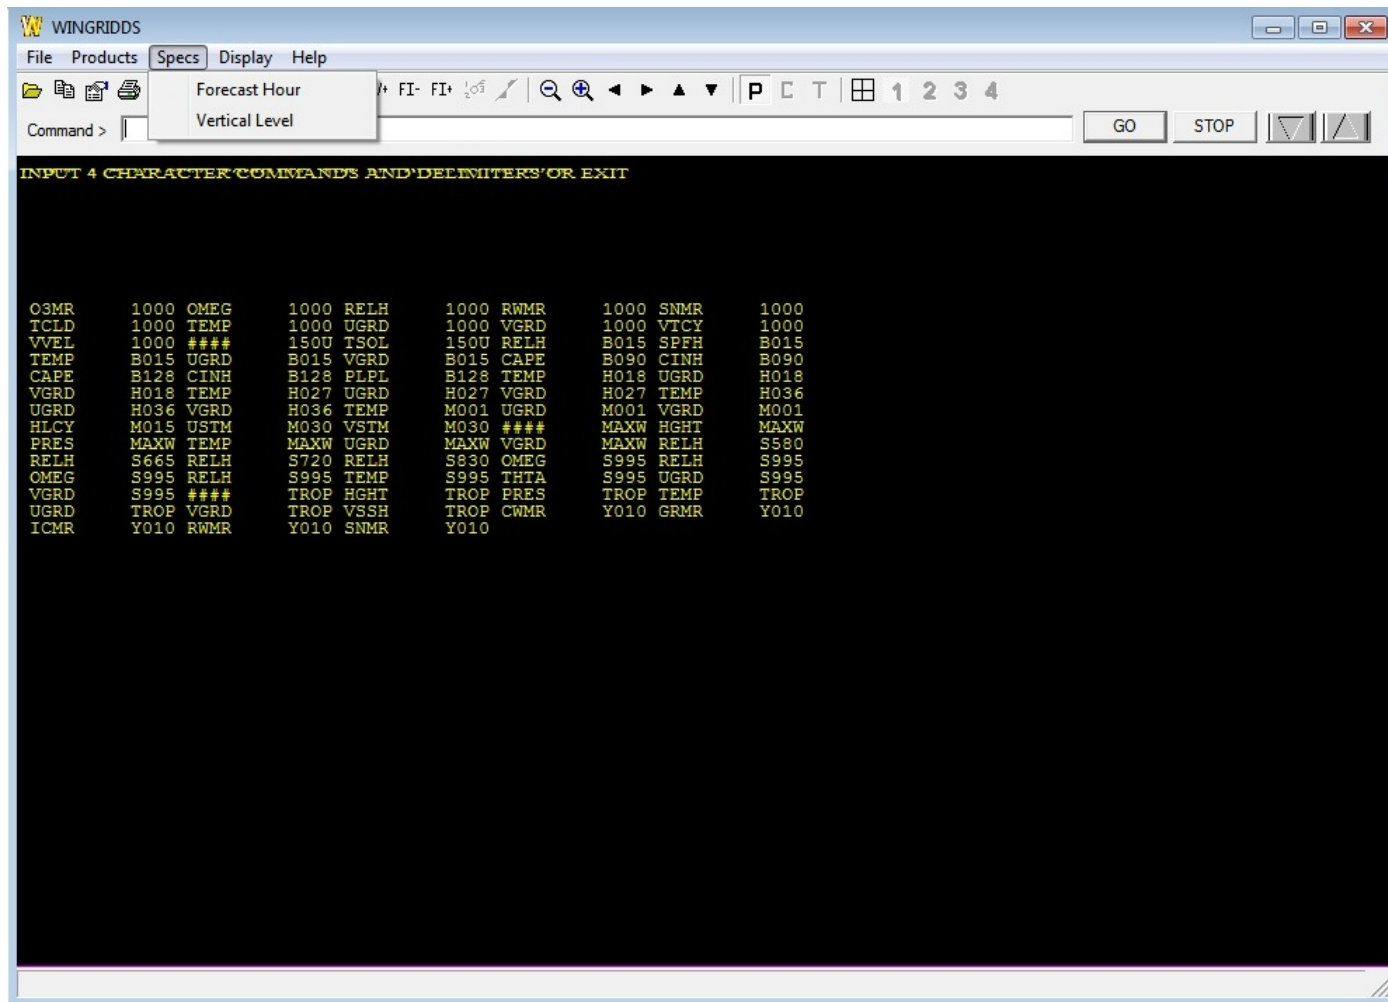 WINGRIDDS
File Products Specs Display Help
Forecast Hour
Vertical Level
FI- FI+ P C T 1 2 3 4
Command > GO STOP
INPUT 4 CHARACTER COMMANDS AND DELIMITERS OR EXIT
O3MR 1000 OMEG 1000 RELH 1000 RWMR 1000 SNMR 1000
TCLD 1000 TEMP 1000 UGRD 1000 VGRD 1000 VTCY 1000
VVEL 1000 #### 150U TSOL 150U RELH B015 SPFH B015
TEMP B015 UGRD B015 VGRD B015 CAPE B090 CINH B090
CAPE B128 CINH B128 PLPL B128 TEMP H018 UGRD H018
VGRD H018 TEMP H027 UGRD H027 VGRD H027 TEMP H036
UGRD H036 VGRD H036 TEMP M001 UGRD M001 VGRD M001
HLCY M015 USTM M030 VSTM M030 #### MAXW HGHT MAXW
PRES MAXW TEMP MAXW UGRD MAXW VGRD MAXW RELH S580
RELH S665 RELH S720 RELH S830 OMEG S995 RELH S995
OMEG S995 RELH S995 TEMP S995 THTA S995 UGRD S995
VGRD S995 #### TROP HGHT TROP PRES TROP TEMP TROP
UGRD TROP VGRD TROP VSSH TROP CWMR Y010 GRMR Y010
ICMR Y010 RWMR Y010 SNMR Y010